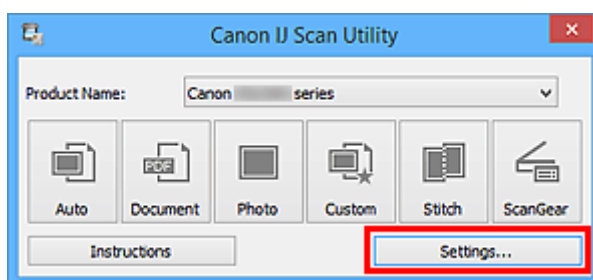 Canon IJ Scan Utility
Product Name: Canon series
PDF
Auto Document Photo Custom Stitch ScanGear
Instructions Settings...